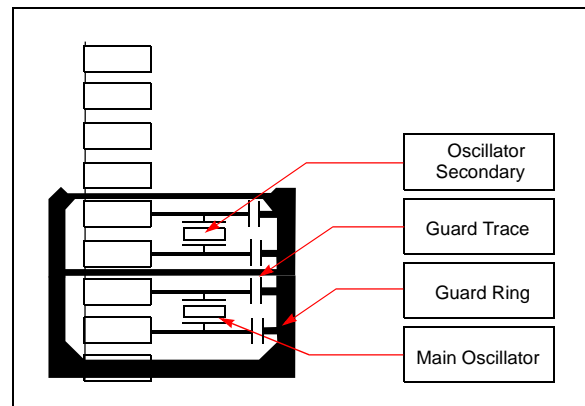 Oscillator
Secondary
Guard Trace
Guard Ring
Main Oscillator